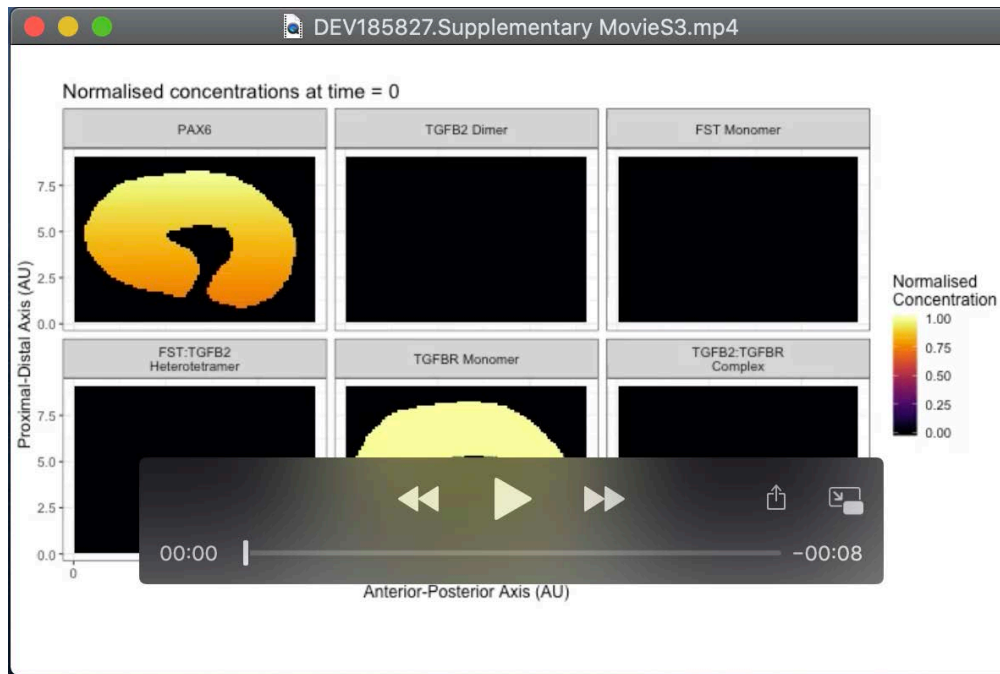 DEV185827.Supplementary MovieS3.mp4
Normalised concentrations at time = 0
PAX6
TGFB2 Dimer
FST Monomer
7.5
5.0
2.5
0.0
Proximal-Distal Axis (AU)
FST:TGFB2
Heterotetramer
TGFBR Monomer
TGFB2:TGFBR
Complex
7.5
5.0
2.5
0.0
0
Anterior-Posterior Axis (AU)
Normalised
Concentration
1.00
0.75
0.50
0.25
0.00
00:00
-00:08